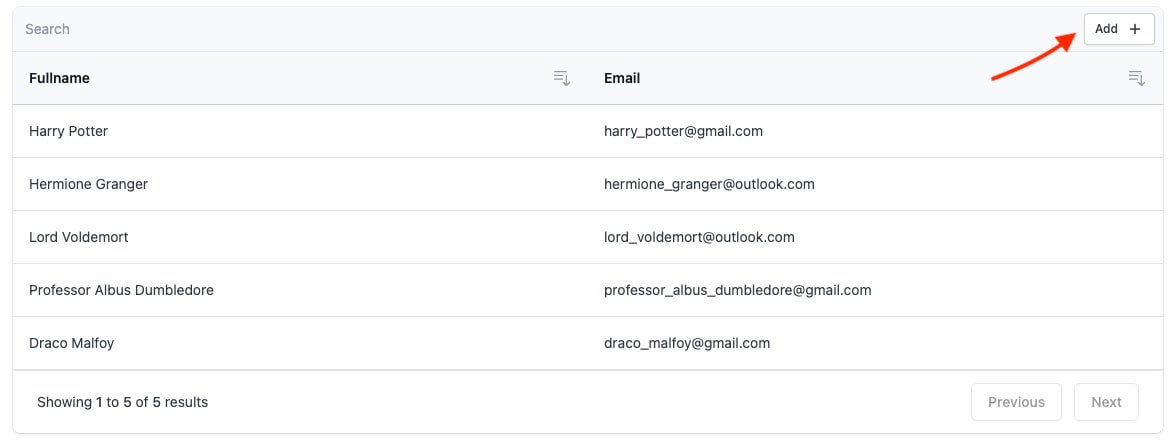 Search
Add +
Fullname Email
Harry Potter harry_potter@gmail.com
Hermione Granger hermione_granger@outlook.com
Lord Voldemort lord_voldemort@outlook.com
Professor Albus Dumbledore professor_albus_dumbledore@gmail.com
Draco Malfoy draco_malfoy@gmail.com
Showing 1 to 5 of 5 results
Previous Next